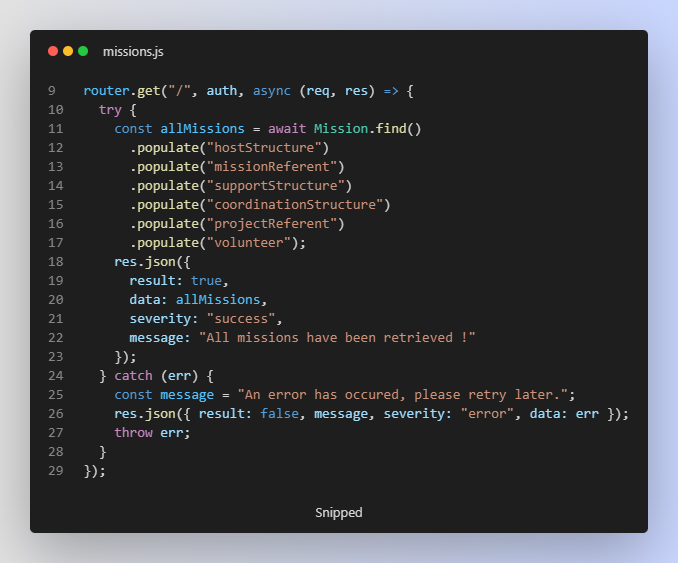 missions.js
9 router.get("/", auth, async (req, res) => {
10 try {
11 const allMissions = await Mission.find()
12 .populate("hostStructure")
13 .populate("missionReferent")
14 .populate("supportStructure")
15 .populate("coordinationStructure")
16 .populate("projectReferent")
17 .populate("volunteer");
18 res.json({
19 result: true,
20 data: allMissions,
21 severity: "success",
22 message: "All missions have been retrieved !"
23 });
24 } catch (err) {
25 const message = "An error has occured, please retry later.";
26 res.json({ result: false, message, severity: "error", data: err });
27 throw err;
28 }
29 });
Snipped